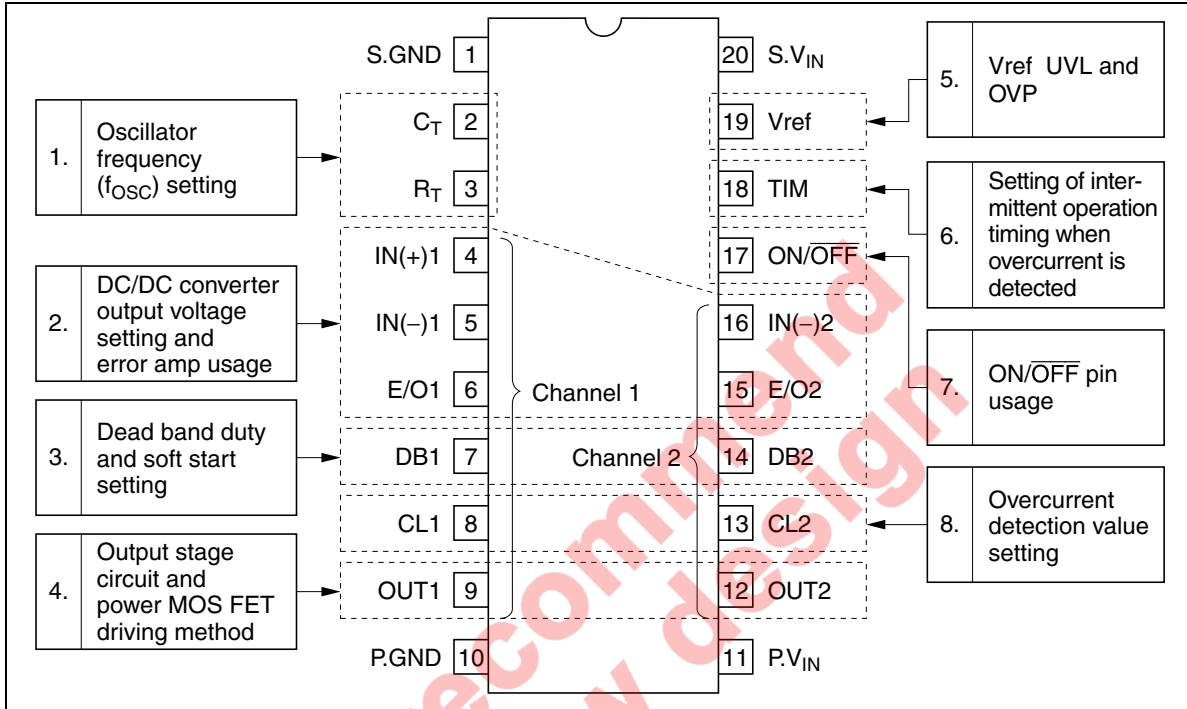 S.GND 1
20 S.VIN
1. Oscillator
frequency
(fOSC) setting
CT 2
RT 3
19 Vref
5. Vref UVL and
OVP
18 TIM
6. Setting of inter-
mittent operation
timing when
overcurrent is
detected
IN(+)1 4
17 ON/OFF
2. DC/DC converter
output voltage
setting and
error amp usage
IN(−)1 5
16 IN(−)2
E/O1 6
Channel 1
15 E/O2
7. ON/OFF pin
usage
3. Dead band duty
and soft start
setting
DB1 7
Channel 2
14 DB2
CL1 8
13 CL2
8. Overcurrent
detection value
setting
4. Output stage
circuit and
power MOS FET
driving method
OUT1 9
12 OUT2
P.GND 10
11 P.VIN
ecommend
design